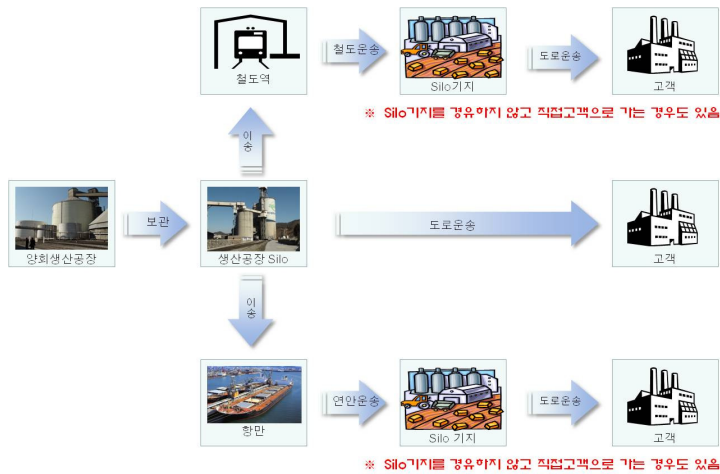 철도역
철도운송
Silo기지
도로운송
고객
※ Silo기지를 경유하지 않고 직접고객으로 가는 경우도 있음
이송
양회생산공장
보관
생산공장 Silo
도로운송
고객
이송
항만
연안운송
Silo 기지
도로운송
고객
※ Silo기지를 경유하지 않고 직접고객으로 가는 경우도 있음